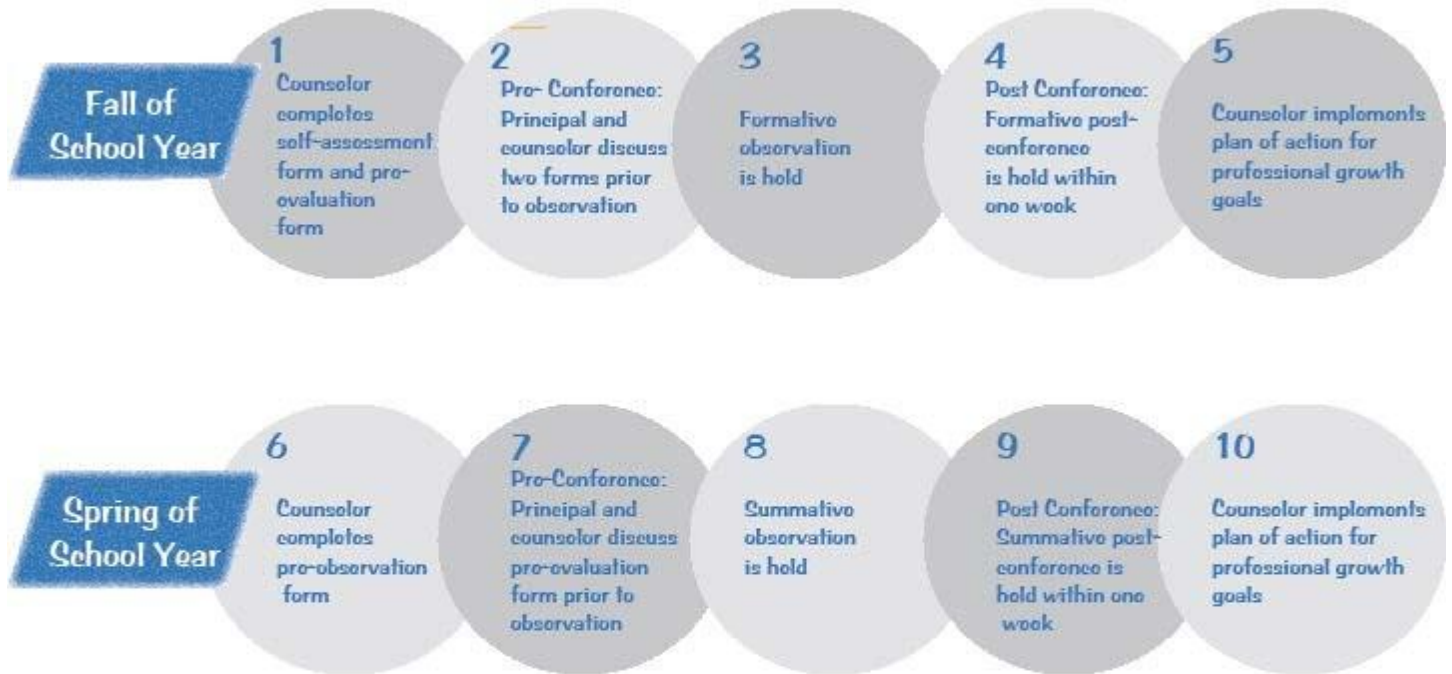 Fall of
School Year
1
Counselor
completes
self-assessment
form and pre-
evaluation
form
2
Pre- Conference:
Principal and
counselor discuss
two forms prior
to observation
3
Formative
observation
is held
4
Post Conference:
Formative post-
conference
is held within
one week
5
Counselor implements
plan of action for
professional growth
goals
Spring of
School Year
6
Counselor
completes
pre-observation
form
7
Pre-Conference:
Principal and
counselor discuss
pre-evaluation
form prior to
observation
8
Summative
observation
is held
9
Post Conference:
Summative post-
conference is
held within one
week
10
Counselor implements
plan of action for
professional growth
goals